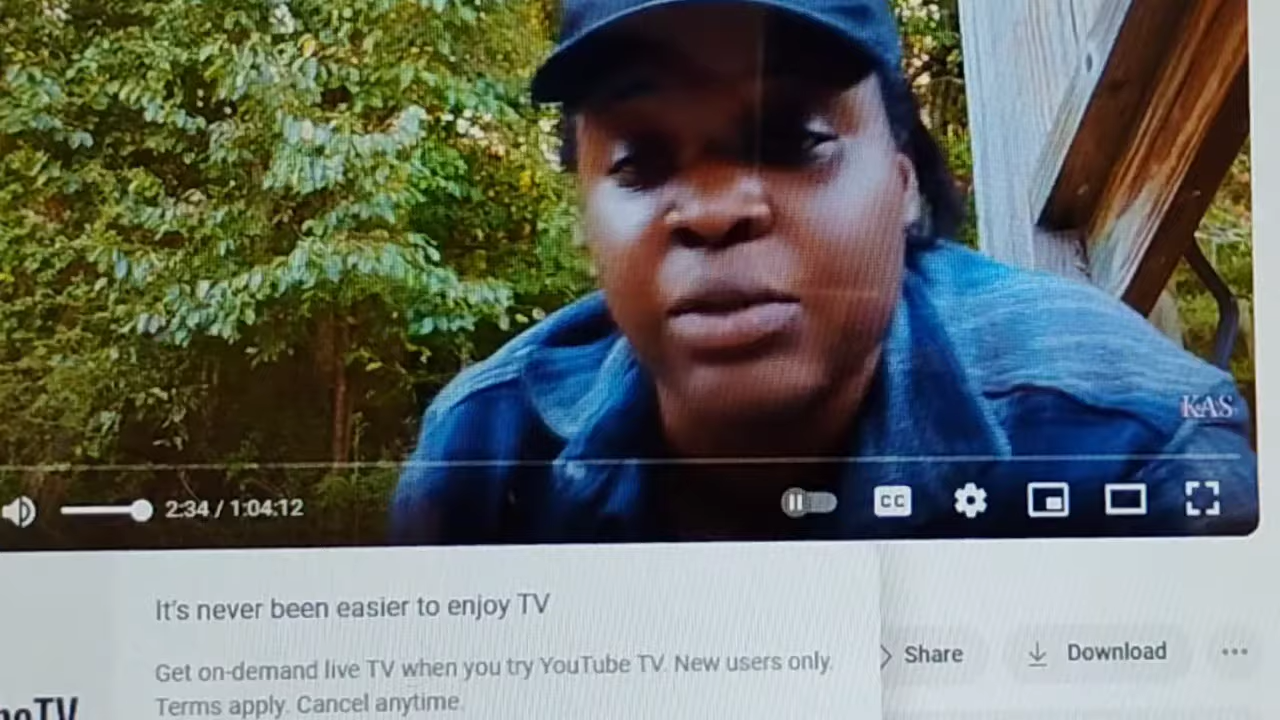 KAS
2:34 / 1:04:12
CC
It's never been easier to enjoy TV
Get on-demand live TV when you try YouTube TV. New users only.
Terms apply. Cancel anytime.
Share
Download
TV